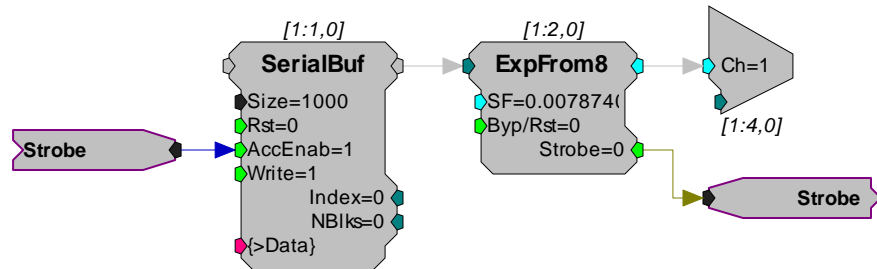 [1:1,0]
[1:2,0]
SerialBuf
ExpFrom8
Ch=1
Size=1000
SF=0.0078740
Rst=0
Byp/Rst=0
[1:4,0]
Strobe
AccEnab=1
Strobe=0
Write=1
Index=0
Strobe
NBlks=0
{>Data}